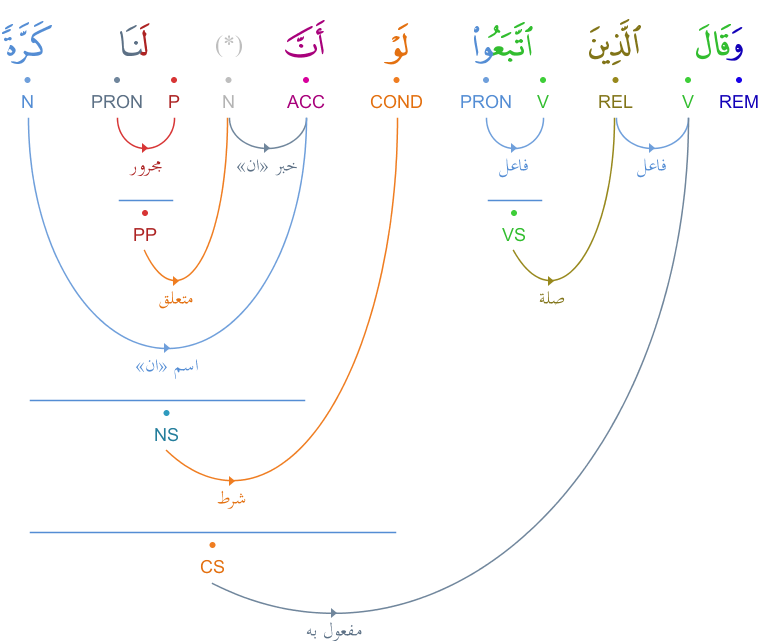 وَقَالَ ٱلَّذِينَ ٱتَّبَعُوا۟ لَوْ أَنَّ (*) لَنَا كَرَّةً
REM V REL V PRON COND ACC N P PRON N
فاعل فاعل خبر «ان» مجرور
VS PP
صلة متعلق
اسم «ان»
NS
شرط
CS
مفعول به